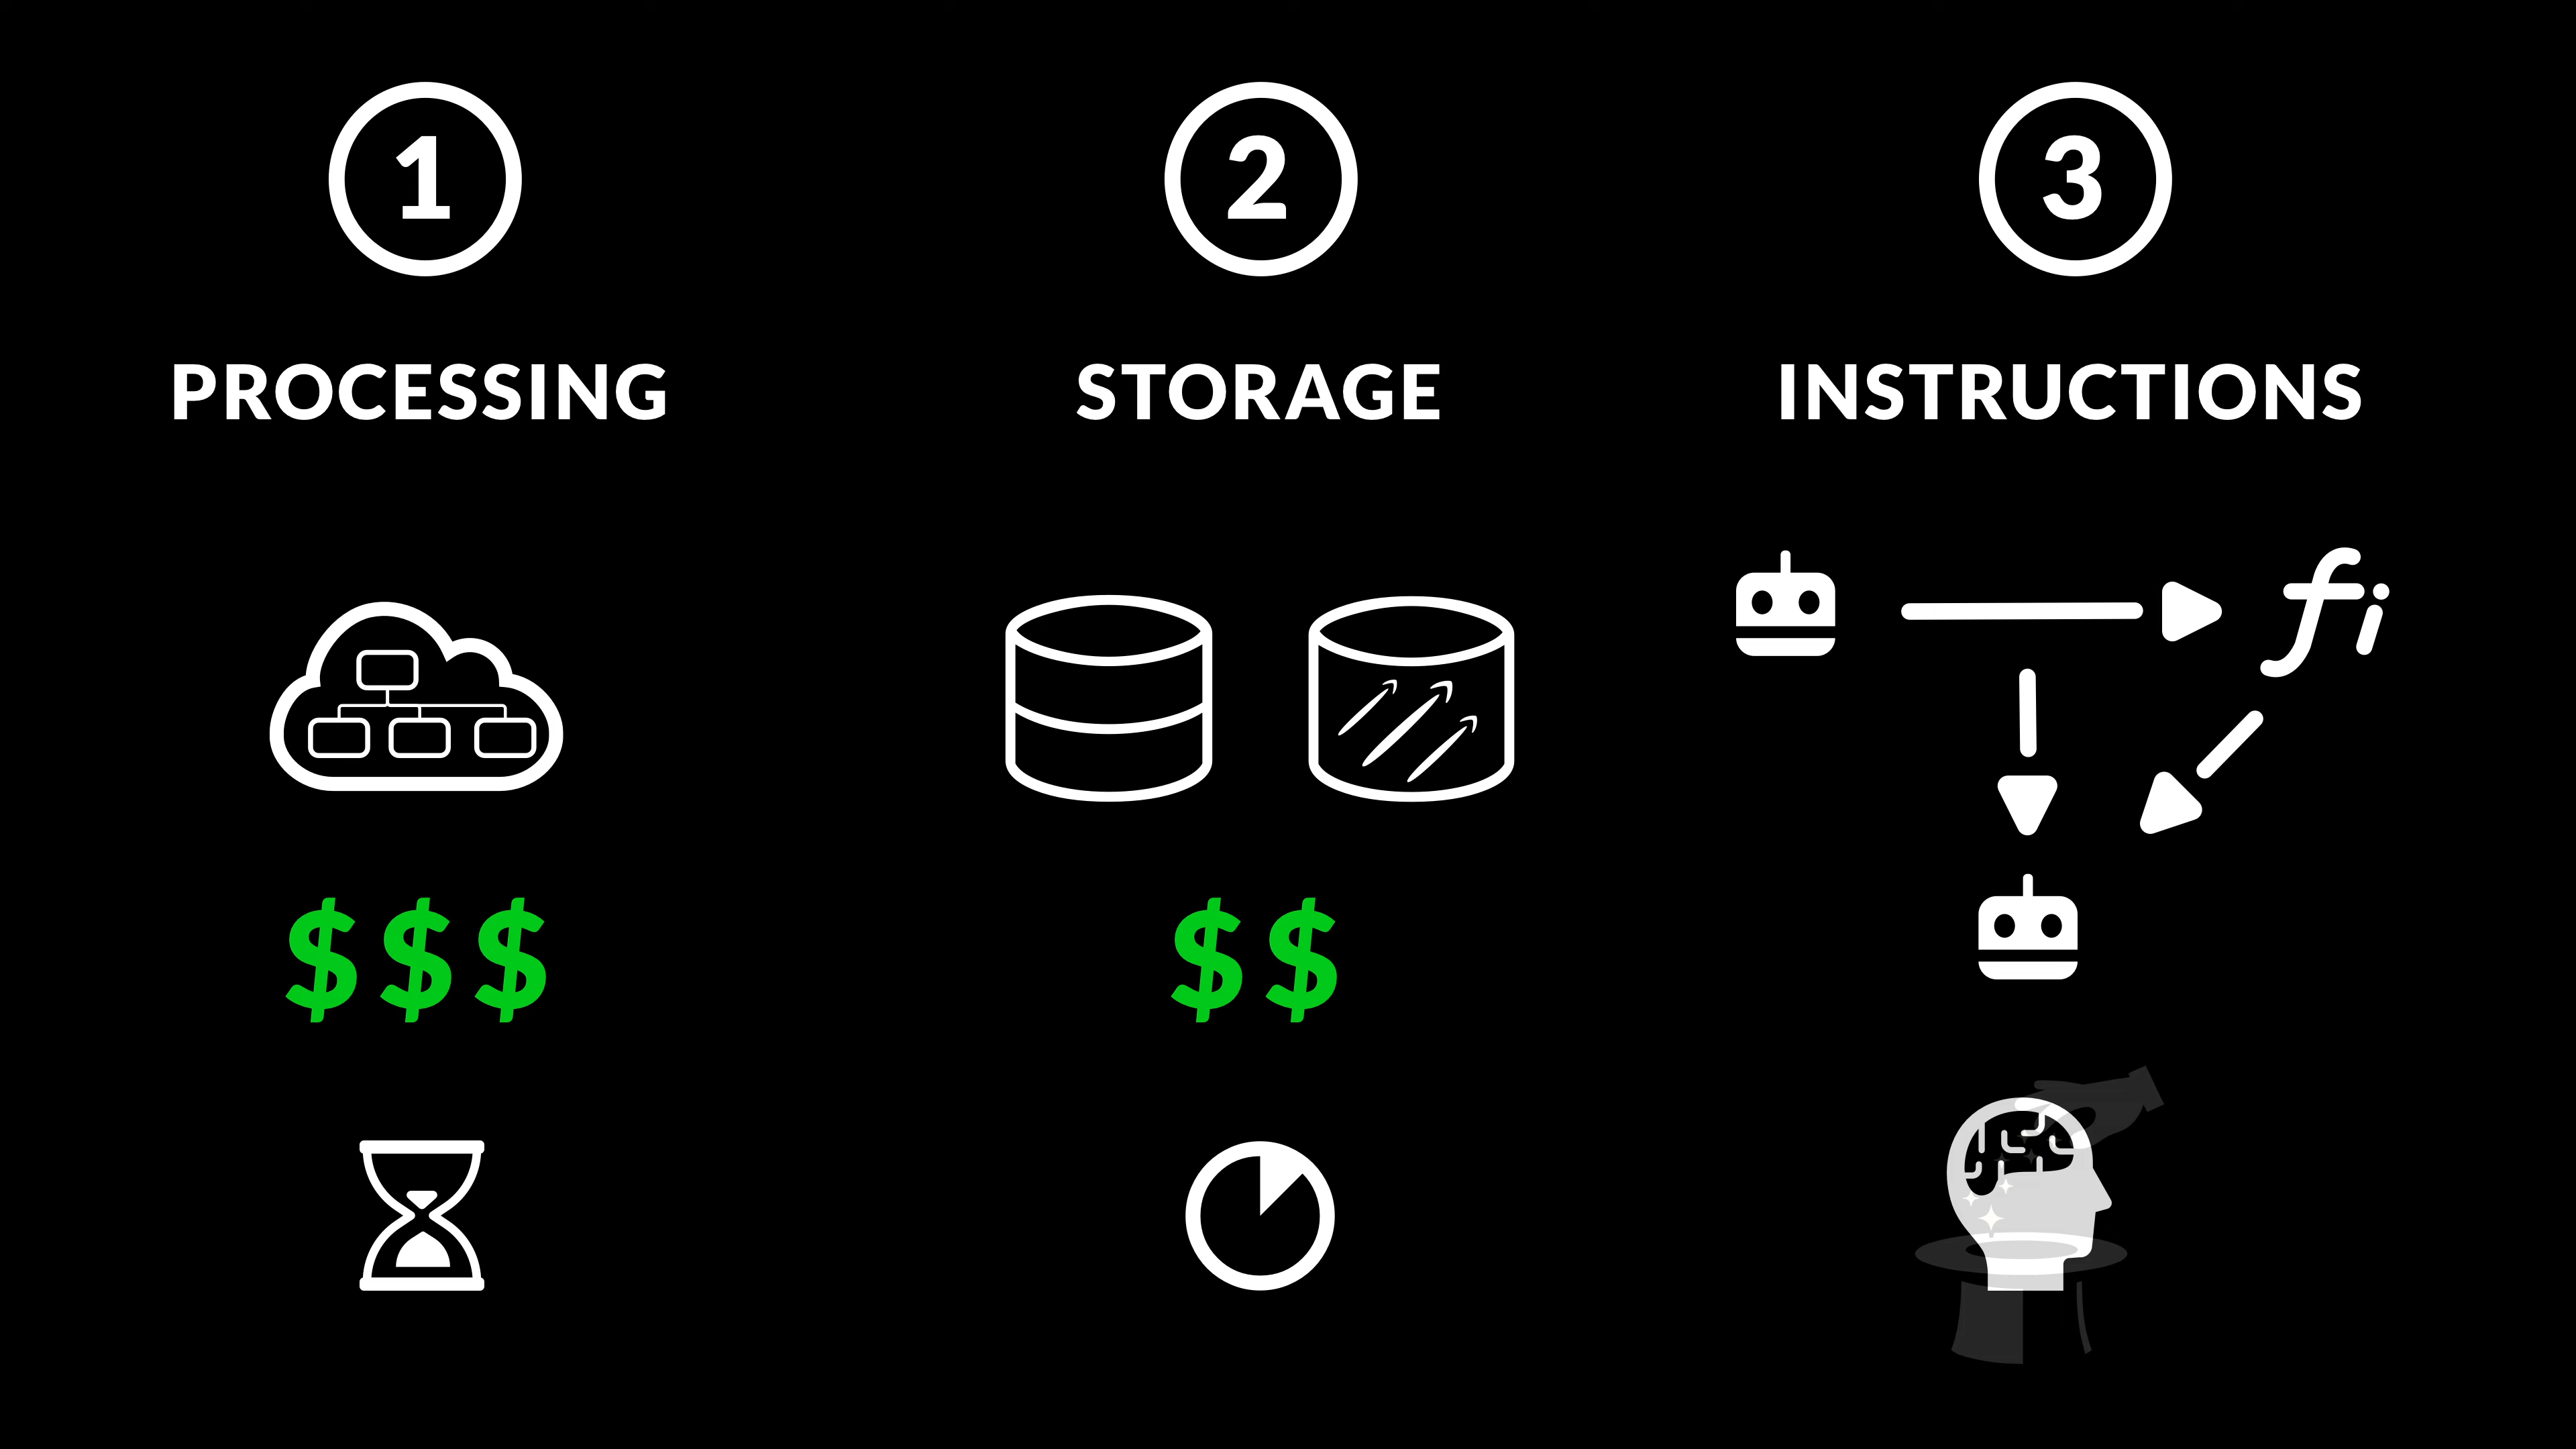 1
2
3
PROCESSING
STORAGE
INSTRUCTIONS
fi
$$$
$$